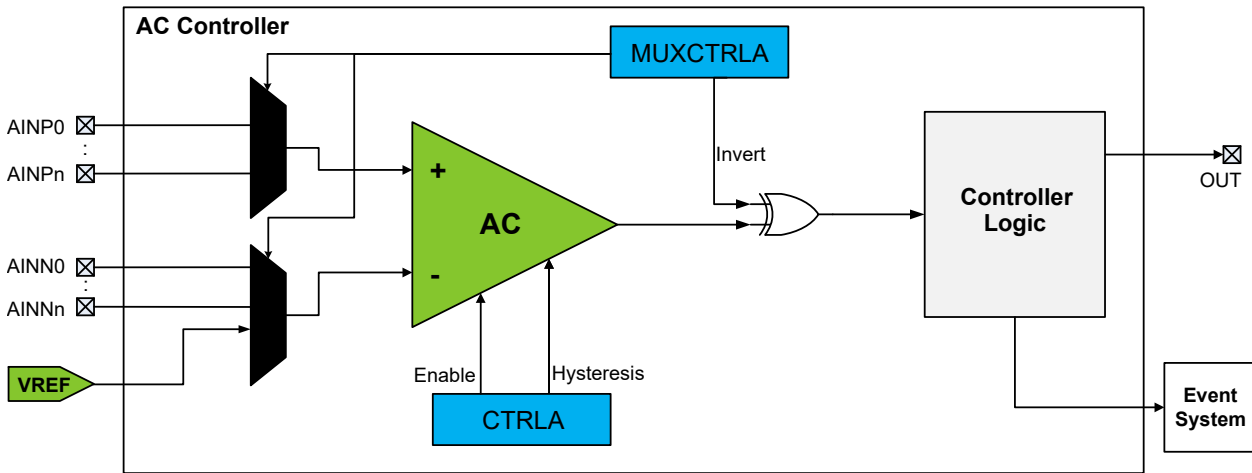 AC Controller
MUXCTRLA
AINP0
:
AINPn
+
Invert
OUT
Controller
Logic
AC
AINN0
:
AINNn
-
VREF
Enable
Hysteresis
CTRLA
Event
System